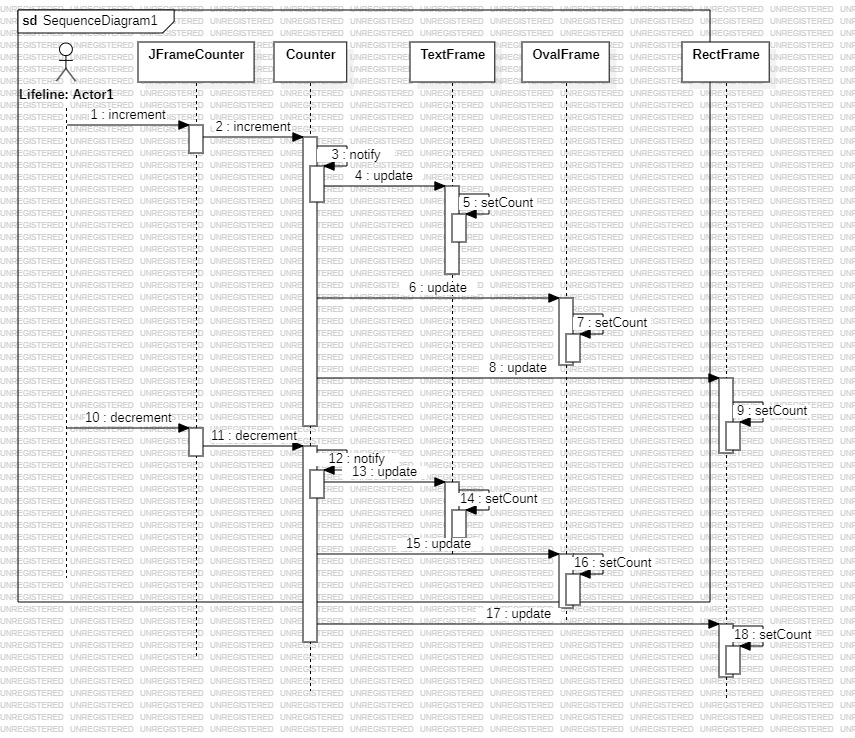 sd SequenceDiagram1
JFrameCounter
Counter
TextFrame
OvalFrame
RectFrame
Lifeline: Actor1
1 : increment
2 : increment
3 : notify
4 : update
5 : setCount
6 : update
7 : setCount
8 : update
9 : setCount
10 : decrement
11 : decrement
12 : notify
13 : update
14 : setCount
15 : update
16 : setCount
17 : update
18 : setCount
UNREGISTERED